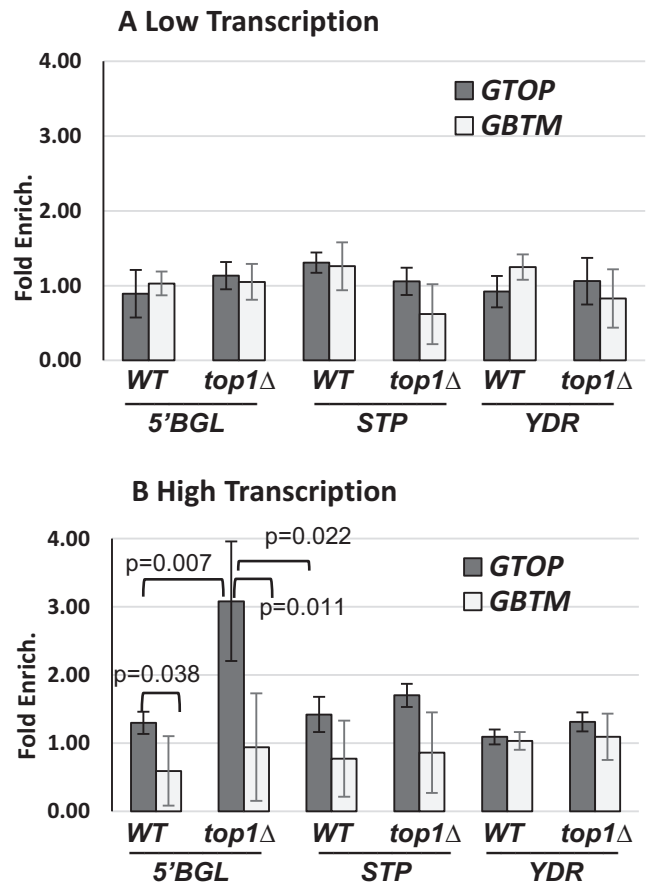 A Low Transcription
4.00
3.00
2.00
1.00
0.00
Fold Enrich.
GTOP
GBTM
WT top1Δ WT top1Δ WT top1Δ
5’BGL STP YDR
B High Transcription
4.00
3.00
2.00
1.00
0.00
Fold Enrich.
p=0.007
p=0.022
p=0.011
p=0.038
GTOP
GBTM
WT top1Δ WT top1Δ WT top1Δ
5’BGL STP YDR